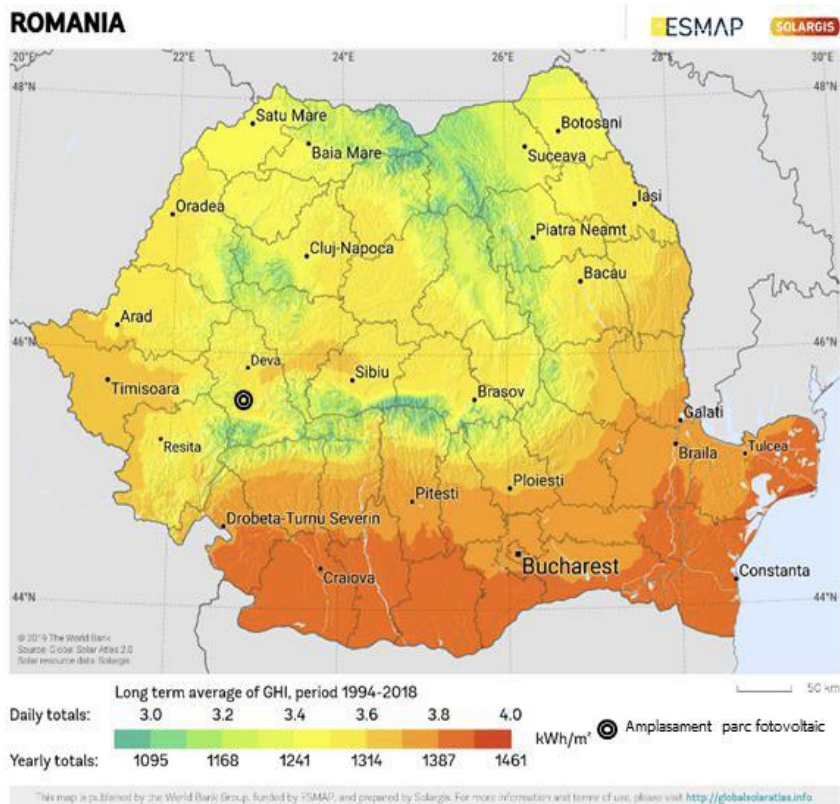 ROMANIA
ESMAP
SOLARGIS
20°E 22°E 24°E 26°E 28°E 30°E
48°N 48°N
Satu Mare
Botosani
Baia Mare
Suceava
Iasi
Oradea
Piatra Neamt
Cluj-Napoca
Bacau
Arad
46°N 46°N
Deva
Timisoara
Sibiu
Brasov
Galati
Resita
Braila
Tulcea
Ploiesti
Pitesti
Drobeta-Turnu Severin
Bucharest
Craiova
Constanta
44°N 44°N
© 2019 The World Bank
Source: Global Solar Atlas 2.0
Solar resource data: Solargis
50 km
Long term average of GHI, period 1994-2018
Daily totals: 3.0 3.2 3.4 3.6 3.8 4.0
kWh/m²
Amplasament parc fotovoltaic
Yearly totals: 1095 1168 1241 1314 1387 1461
This map is published by the World Bank Group, funded by ESMAP, and prepared by Solargis. For more information and terms of use, please visit http://globalsolaratlas.info.